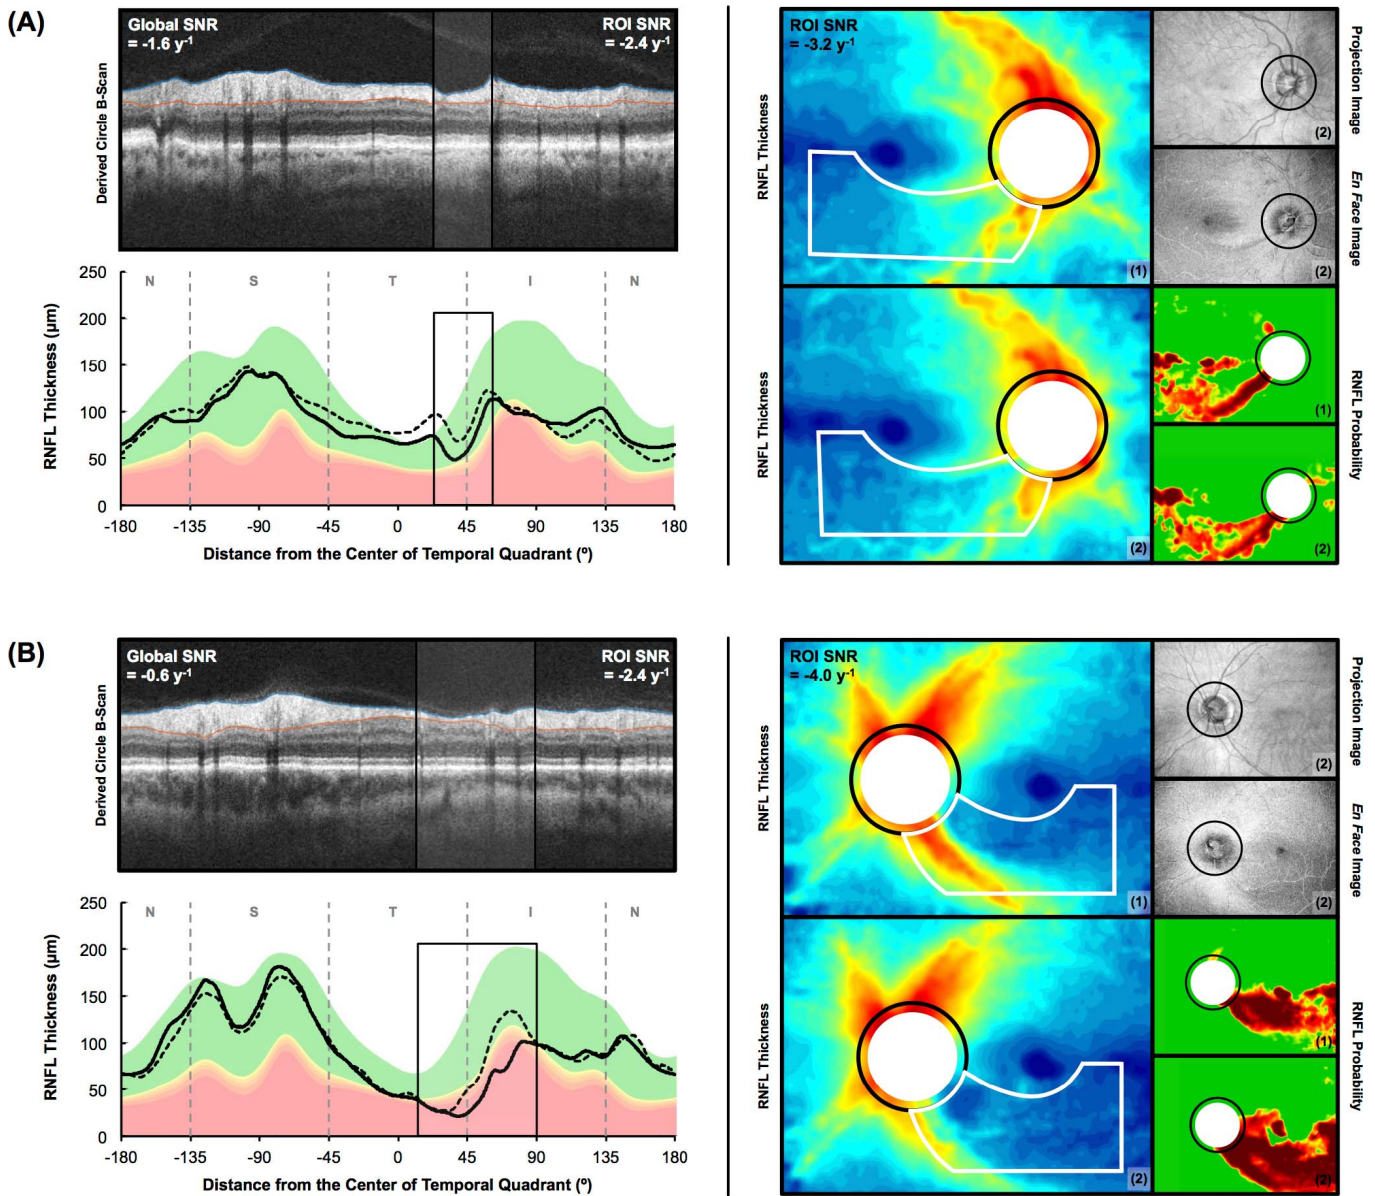 (A)
Global SNR
= -1.6 y-1
ROI SNR
= -2.4 y-1
Derived Circle B-Scan
RNFL Thickness (µm)
250
200
150
100
50
0
N
S
T
I
N
-180
-135
-90
-45
0
45
90
135
180
Distance from the Center of Temporal Quadrant (º)
ROI SNR
= -3.2 y-1
RNFL Thickness
(1)
RNFL Thickness
(2)
(2)
Projection Image
(2)
En Face Image
(1)
(2)
RNFL Probability
(B)
Global SNR
= -0.6 y-1
ROI SNR
= -2.4 y-1
Derived Circle B-Scan
RNFL Thickness (µm)
250
200
150
100
50
0
N
S
T
I
N
-180
-135
-90
-45
0
45
90
135
180
Distance from the Center of Temporal Quadrant (º)
ROI SNR
= -4.0 y-1
RNFL Thickness
(1)
RNFL Thickness
(2)
(2)
Projection Image
(2)
En Face Image
(1)
(2)
RNFL Probability